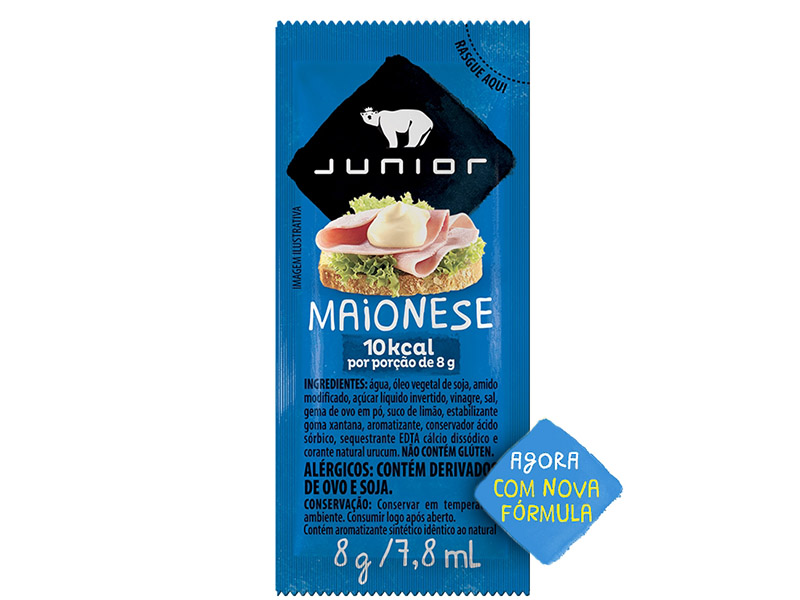 RASGUE AQUI
JUNIOR
IMAGEM ILUSTRATIVA
MAIONESE
10kcal
por porção de 8 g
INGREDIENTES: água, óleo vegetal de soja, amido
modificado, açúcar líquido invertido, vinagre, sal,
gema de ovo em pó, suco de limão, estabilizante
goma xantana, aromatizante, conservador ácido
sórbico, sequestrante EDTA cálcio dissódico e
corante natural urucum. NÃO CONTÉM GLÚTEN.
ALÉRGICOS: CONTÉM DERIVADO
DE OVO E SOJA.
CONSERVAÇÃO: Conservar em tempera
ambiente. Consumir logo após aberto.
Contém aromatizante sintético idêntico ao natural
8 g /7,8 mL
AGORA
COM NOVA
FÓRMULA